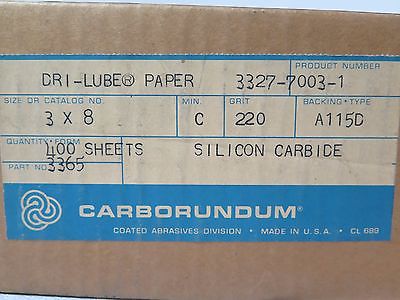 PRODUCT NUMBER
DRI-LUBE® PAPER 3327-7003-1
SIZE OR CATALOG NO MIN. GRIT BACKING - TYPE
3 X 8 C 220 A115D
QUANTITY - FORM
400 SHEETS SILICON CARBIDE
PART NO. 3365
CARBORUNDUM®
COATED ABRASIVES DIVISION • MADE IN U.S.A. • CL 689